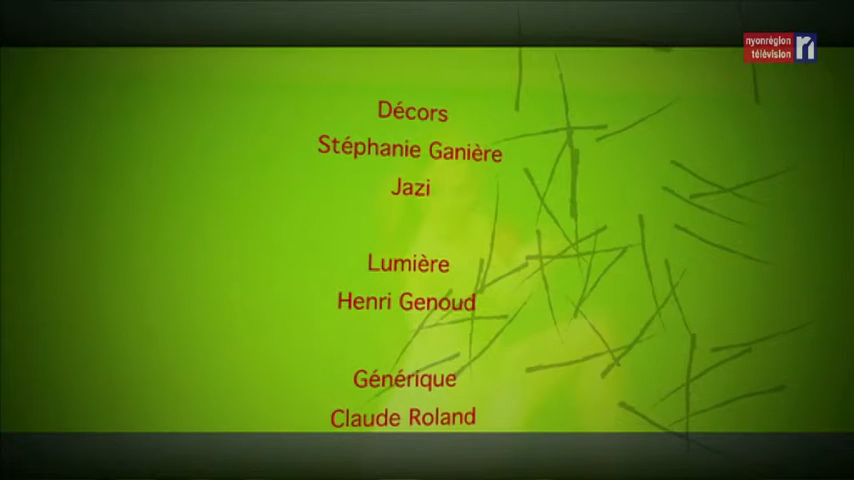 nyonrégion
télévision
Décors
Stéphanie Ganière
Jazi
Lumière
Henri Genoud
Générique
Claude Roland